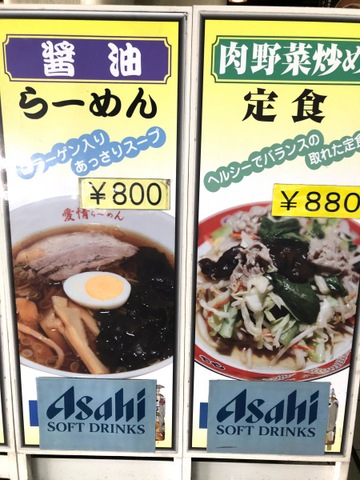 醤油
らーめん
コラーゲン入り
あっさりスープ
￥800
愛情らーめん
Asahi
SOFT DRINKS
肉野菜炒め
定食
ヘルシーでバランスの
取れた定食
￥880
Asahi
SOFT DRINKS